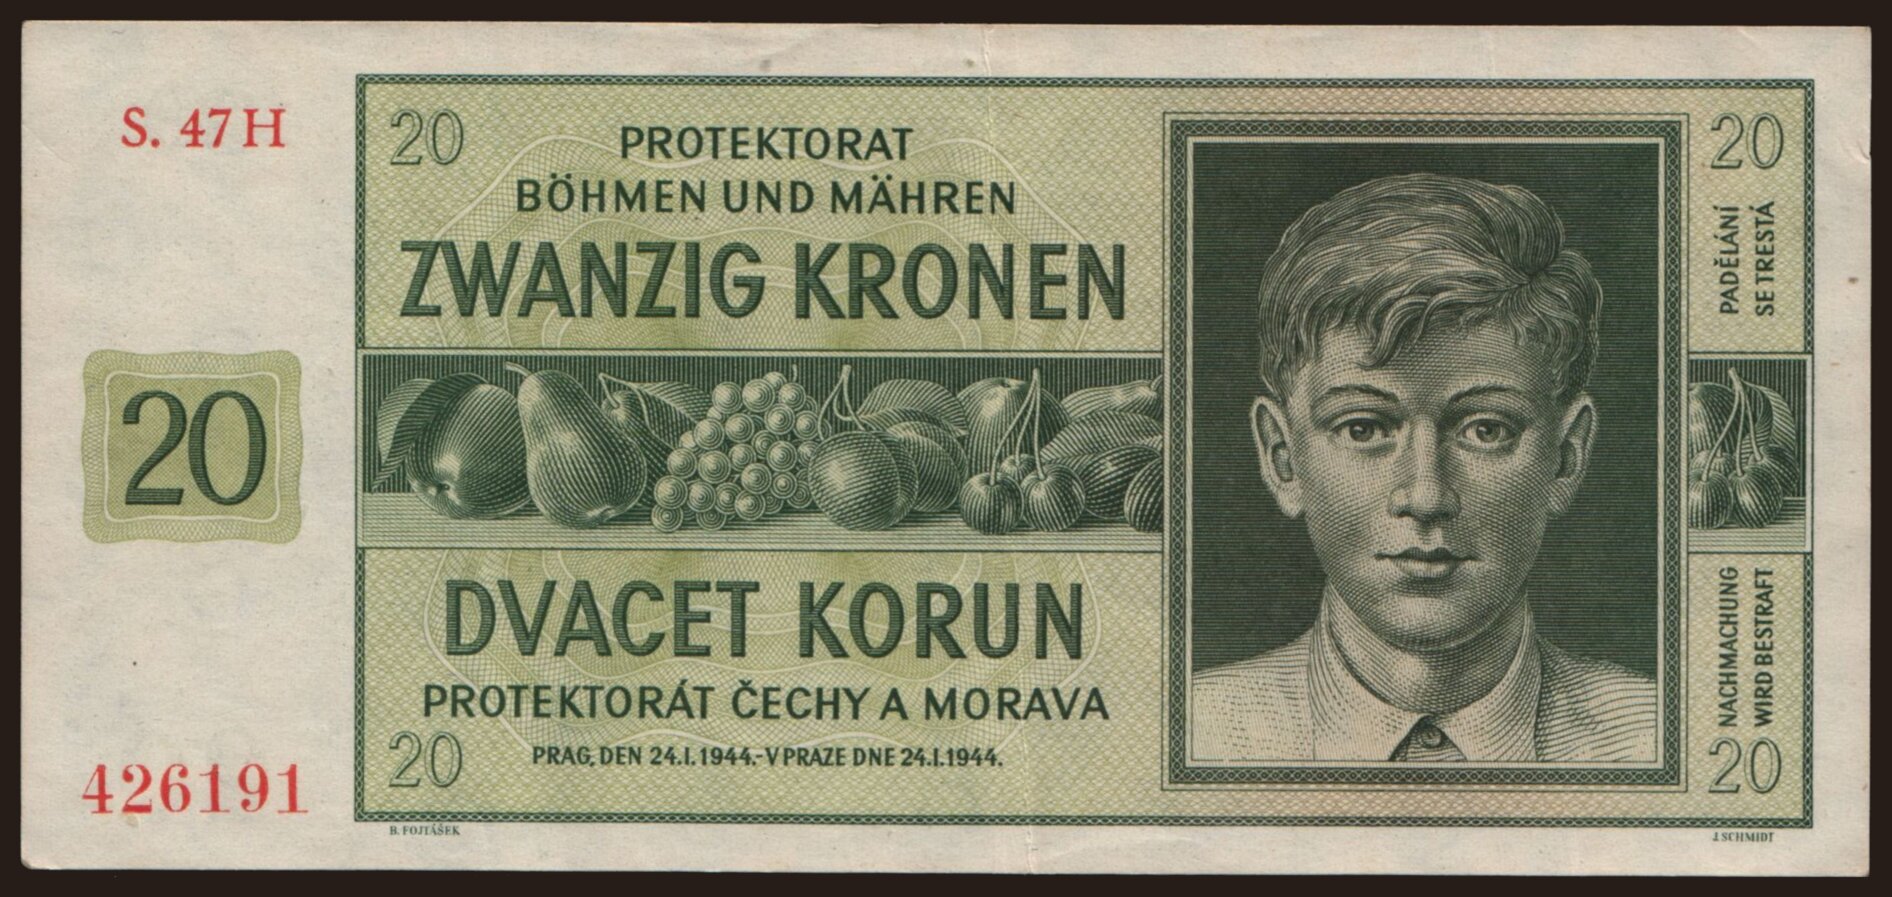 S. 47H
20
PROTEKTORAT
BÖHMEN UND MÄHREN
ZWANZIG KRONEN
20
PADĚLÁNÍ
SE TRESTÁ
20
DVACET KORUN
PROTEKTORÁT ČECHY A MORAVA
PRAG, DEN 24.I.1944.-V PRAZE DNE 24.I.1944.
20
NACHMACHUNG
WIRD BESTRAFT
20
426191
B. FOJTÁŠEK
J. SCHMIDT